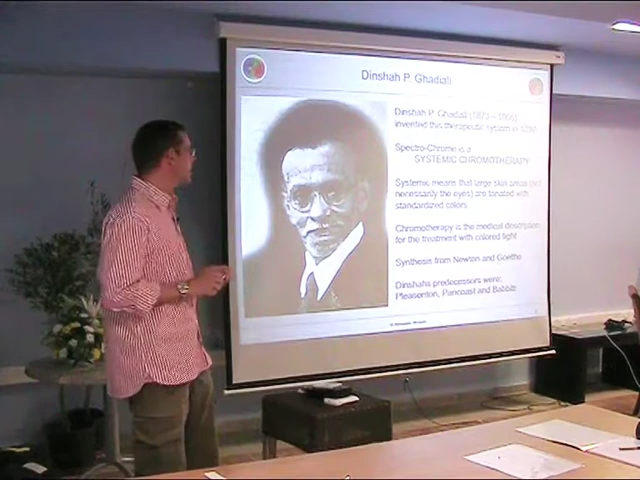 Dinshah P. Ghadiali
Dinshah P. Ghadiali (1873 – 1966)
invented this therapeutic system in 1897
Spectro-Chrome is a
SYSTEMIC CHROMOTHERAPY
Systemic means that large skin areas (not
necessarily the eyes) are tonated with
standardized colors
Chromotherapy is the medical description
for the treatment with colored light
Synthesis from Newton and Goethe
Dinshahs predecessors were:
Pleasenton, Pancoast and Babbitt